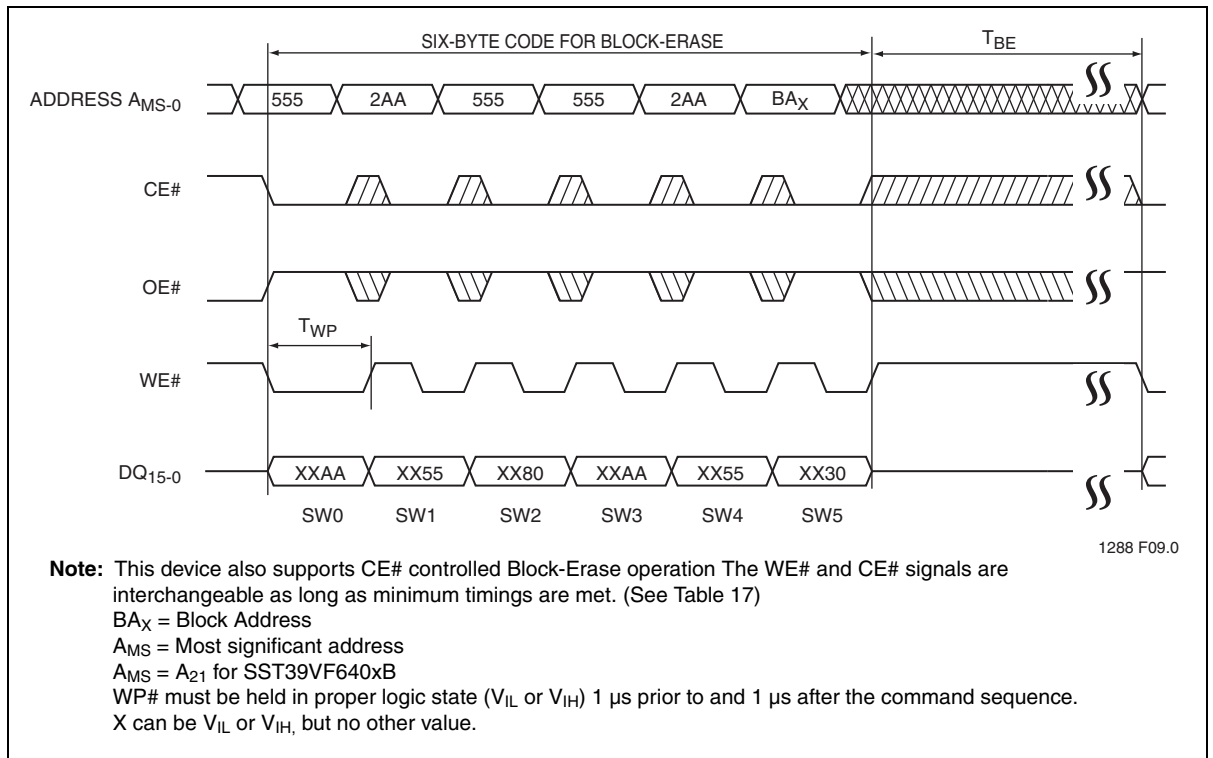 SIX-BYTE CODE FOR BLOCK-ERASE
TBE
ADDRESS AMS-0
555 2AA 555 555 2AA BAX
CE#
OE#
TWP
WE#
DQ15-0
XXAA XX55 XX80 XXAA XX55 XX30
SW0 SW1 SW2 SW3 SW4 SW5
1288 F09.0
Note: This device also supports CE# controlled Block-Erase operation The WE# and CE# signals are
interchangeable as long as minimum timings are met. (See Table 17)
BAX = Block Address
AMS = Most significant address
AMS = A21 for SST39VF640xB
WP# must be held in proper logic state (VIL or VIH) 1 µs prior to and 1 µs after the command sequence.
X can be VIL or VIH, but no other value.